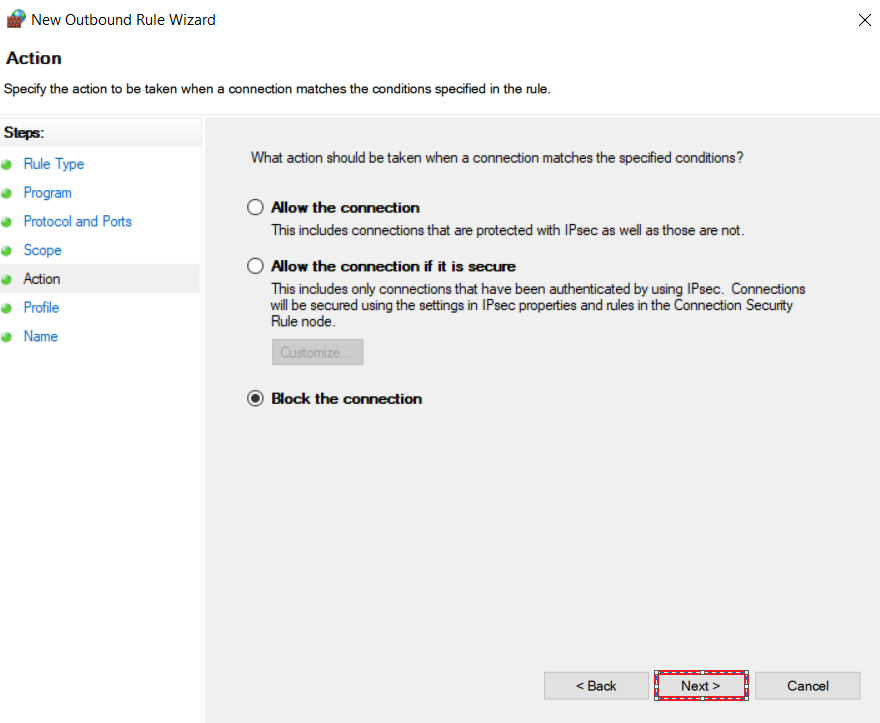 New Outbound Rule Wizard
Action
Specify the action to be taken when a connection matches the conditions specified in the rule.
Steps:
Rule Type
Program
Protocol and Ports
Scope
Action
Profile
Name
What action should be taken when a connection matches the specified conditions?
Allow the connection
This includes connections that are protected with IPsec as well as those are not.
Allow the connection if it is secure
This includes only connections that have been authenticated by using IPsec. Connections
will be secured using the settings in IPsec properties and rules in the Connection Security
Rule node.
Customize...
Block the connection
< Back
Next >
Cancel